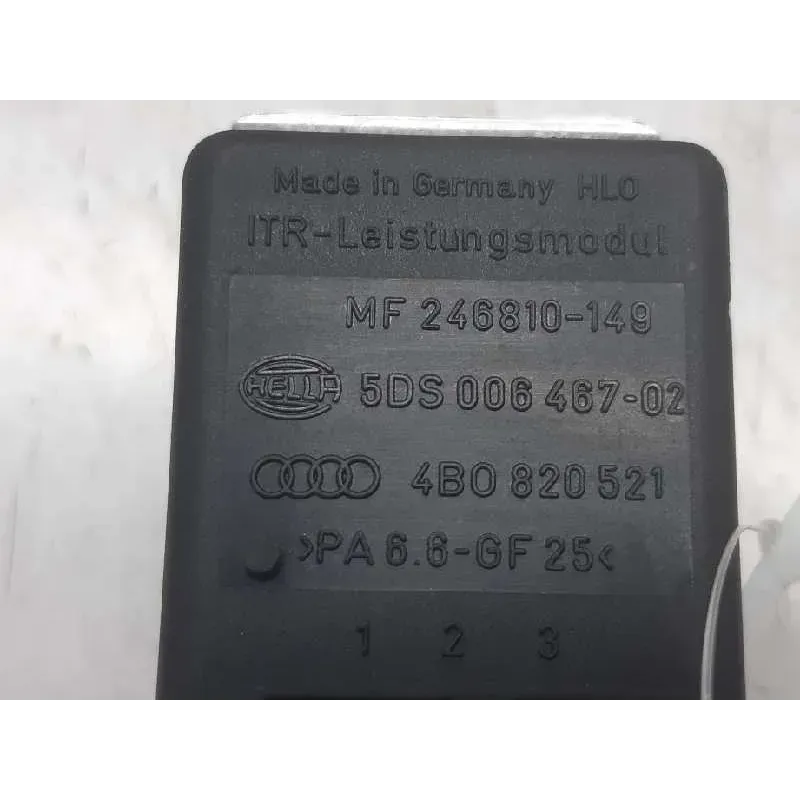 Made in Germany HLO
ITR-Leistungsmodul
MF 246810-149
HELLA 5DS 006 467-02
4B0 820 521
>PA 6.6-GF 25<
1 2 3